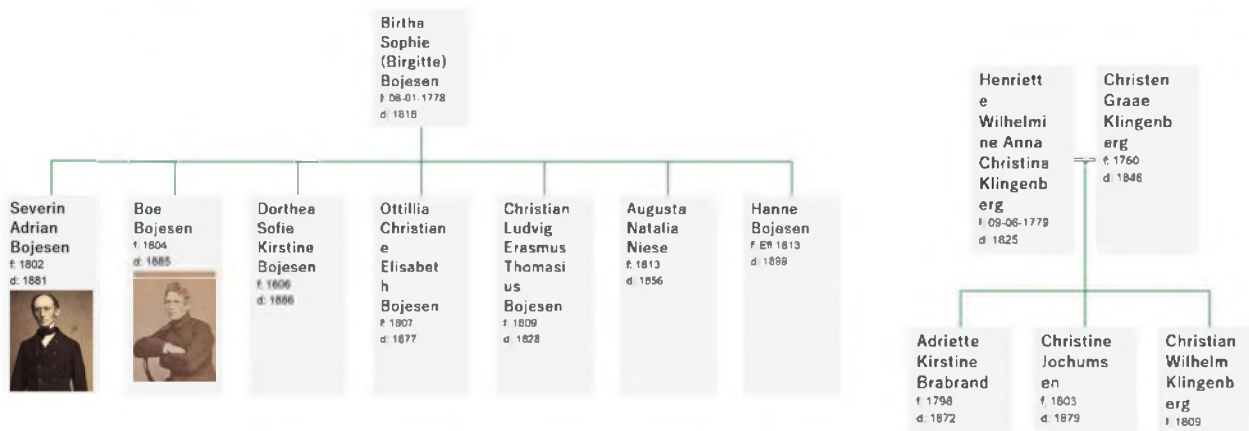 Birtha
Sophie
(Birgitte)
Bojesen
f: 06-01-1778
d: 1816
Henriett
e
Wilhelmi
ne Anna
Christina
Klingenb
erg
f: 09-06-1779
d: 1825
Christen
Graae
Klingenb
erg
f: 1760
d: 1846
Severin
Adrian
Bojesen
f: 1802
d: 1881
Boe
Bojesen
f: 1804
d: 1885
Dorthea
Sofie
Kirstine
Bojesen
f: 1806
d: 1866
Ottillia
Christian
e
Elisabet
h
Bojesen
f: 1807
d: 1877
Christian
Ludvig
Erasmus
Thomasi
us
Bojesen
f: 1809
d: 1828
Augusta
Natalia
Niese
f: 1813
d: 1856
Hanne
Bojesen
f: Eft 1813
d: 1899
Adriette
Kirstine
Brabrand
f: 1798
d: 1872
Christine
Jochums
en
f: 1803
d: 1879
Christian
Wilhelm
Klingenb
erg
f: 1809